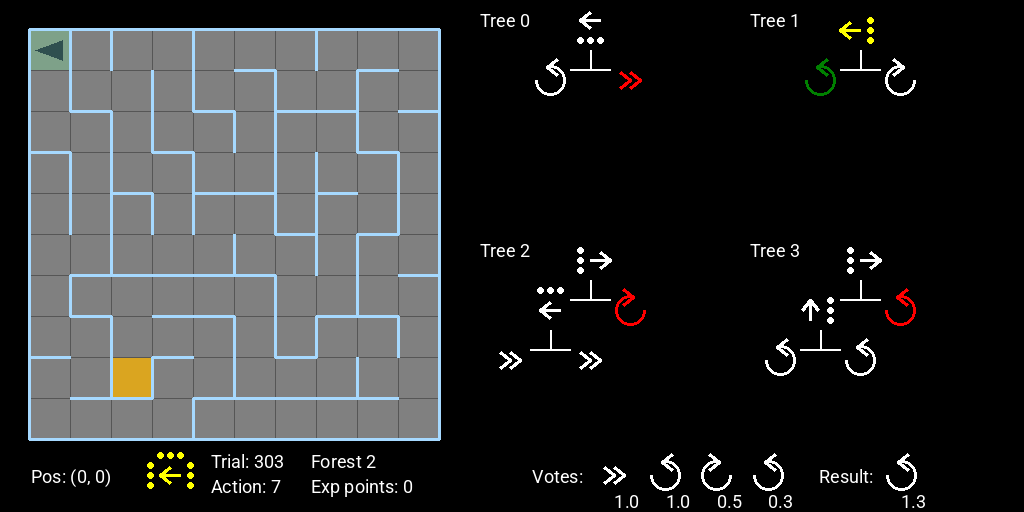 Tree 0
Tree 1
Tree 2
Tree 3
Pos: (0, 0)
Trial: 303
Forest 2
Action: 7
Exp points: 0
Votes:
Result:
1.0
1.0
0.5
0.3
1.3